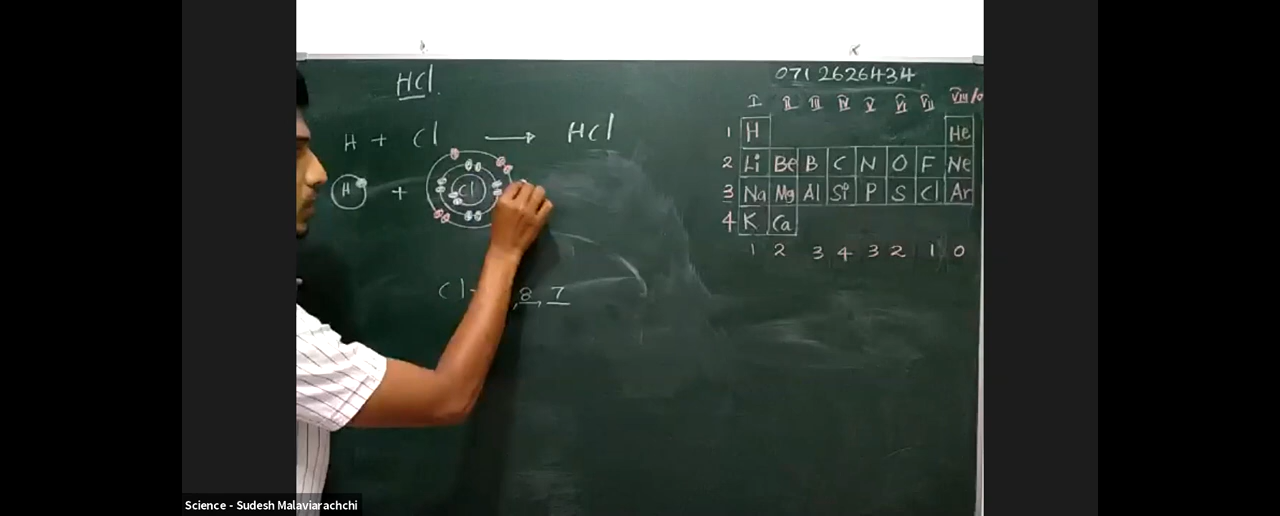 HCl.
H + Cl → HCl
H + Cl
Cl-
, 8, 7
071 2626434
I II III IV V VI VII VIII/0
1 H He
2 Li Be B C N O F Ne
3 Na Mg Al Si P S Cl Ar
4 K Ca
1 2 3 4 3 2 1 0
Science - Sudesh Malaviarachchi